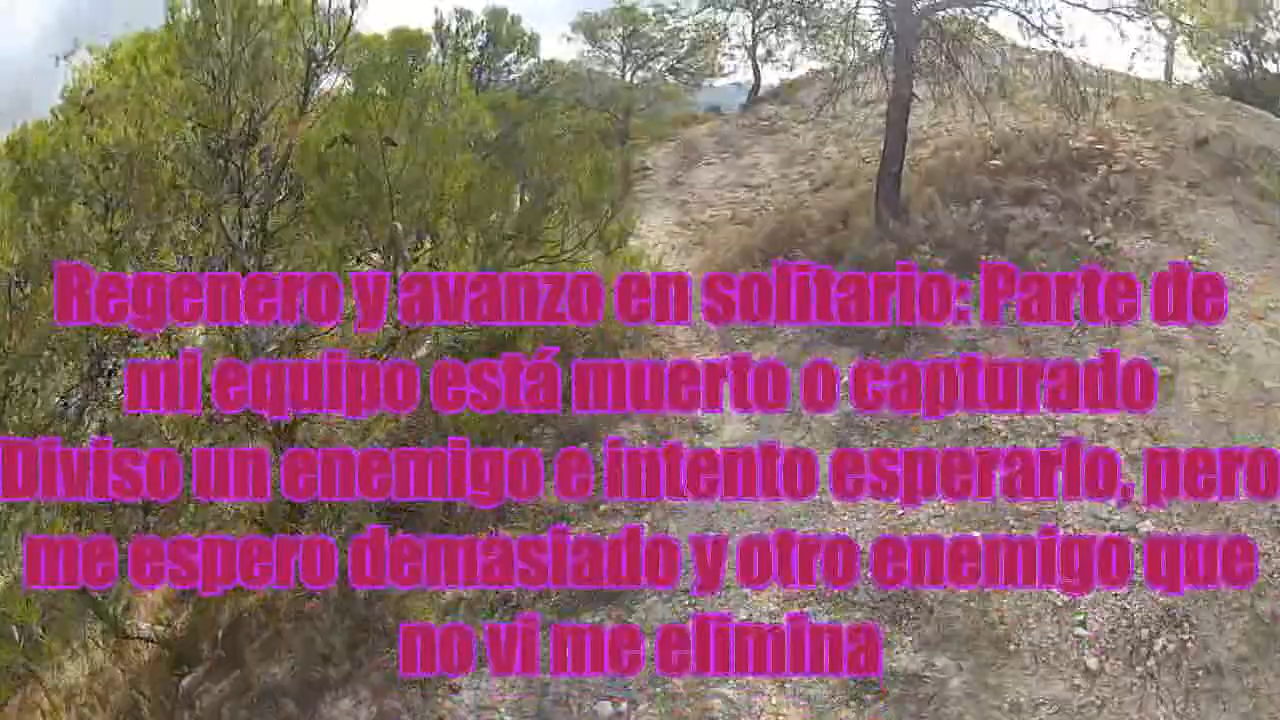 Regenero y avanzo en solitario: Parte de
mi equipo está muerto o capturado
Diviso un enemigo e intento esperarlo, pero
me espero demasiado y otro enemigo que
no vi me elimina